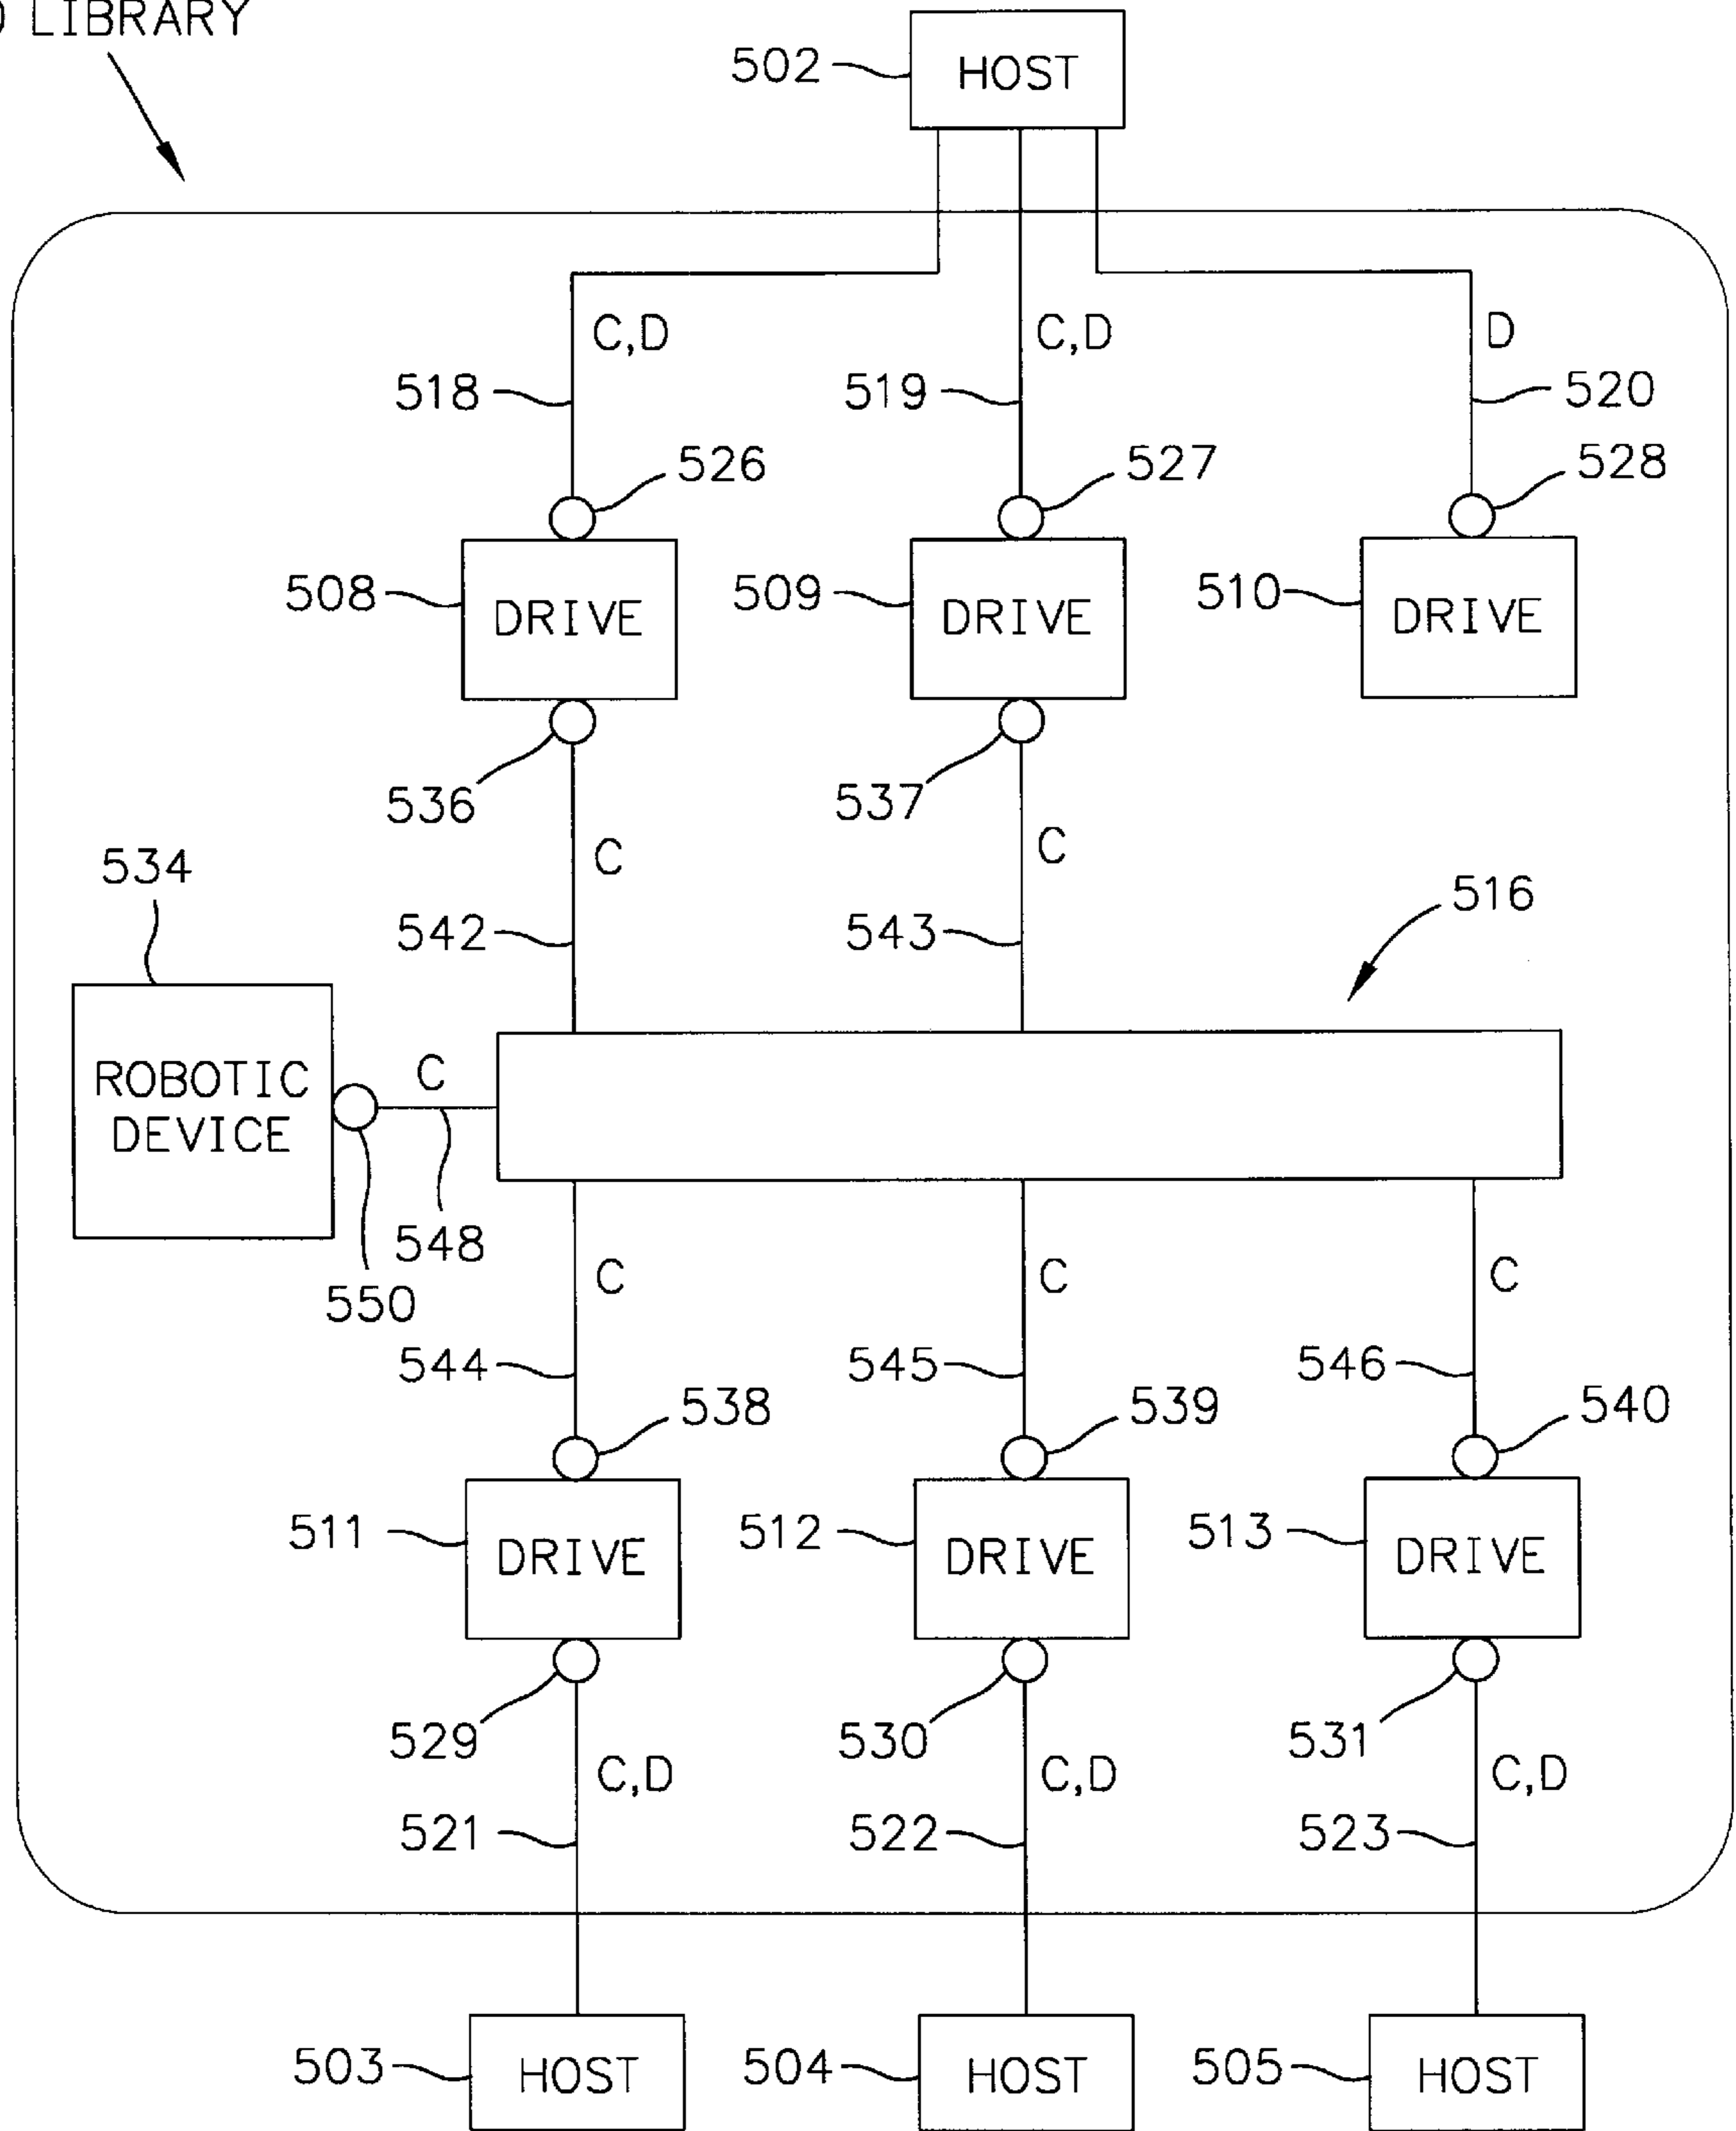 LIBRARY
502
HOST
C,D
C,D
D
518
519
520
526
527
528
508
DRIVE
509
DRIVE
510
DRIVE
536
537
C
C
534
516
542
543
ROBOTIC
DEVICE
C
548
550
C
C
C
544
545
546
538
539
540
511
DRIVE
512
DRIVE
513
DRIVE
529
530
531
C,D
C,D
C,D
521
522
523
503
HOST
504
HOST
505
HOST